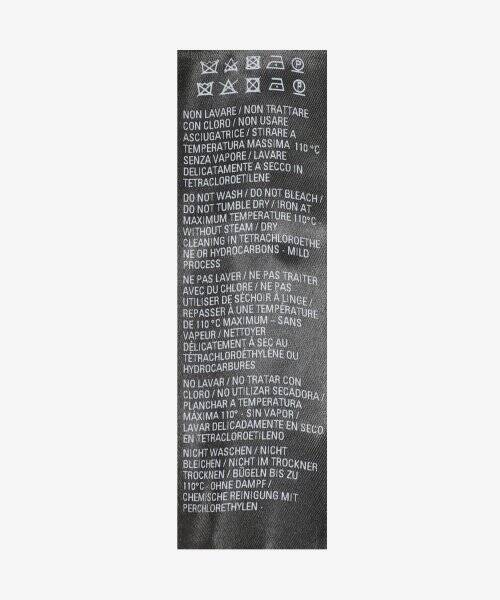 NON LAVARE / NON TRATTARE
CON CLORO / NON USARE
ASCIUGATRICE / STIRARE A
TEMPERATURA MASSIMA 110 °C
SENZA VAPORE / LAVARE
DELICATAMENTE A SECCO IN
TETRACLOROETILENE
DO NOT WASH / DO NOT BLEACH /
DO NOT TUMBLE DRY / IRON AT
MAXIMUM TEMPERATURE 110°C -
WITHOUT STEAM / DRY
CLEANING IN TETRACHLOROETHE
NE OR HYDROCARBONS - MILD
PROCESS
NE PAS LAVER / NE PAS TRAITER
AVEC DU CHLORE / NE PAS
UTILISER DE SÉCHOIR À LINGE /
REPASSER À UNE TEMPÉRATURE
DE 110 °C MAXIMUM – SANS
VAPEUR / NETTOYER
DÉLICATEMENT À SEC AU
TÉTRACHLOROÉTHYLÈNE OU
HYDROCARBURES
NO LAVAR / NO TRATAR CON
CLORO / NO UTILIZAR SECADORA /
PLANCHAR A TEMPERATURA
MÁXIMA 110° - SIN VAPOR /
LAVAR DELICADAMENTE EN SECO
EN TETRACLOROETILENO
NICHT WASCHEN / NICHT
BLEICHEN / NICHT IM TROCKNER
TROCKNEN / BÜGELN BIS ZU
110°C - OHNE DAMPF /
CHEMISCHE REINIGUNG MIT
PERCHLORETHYLEN -